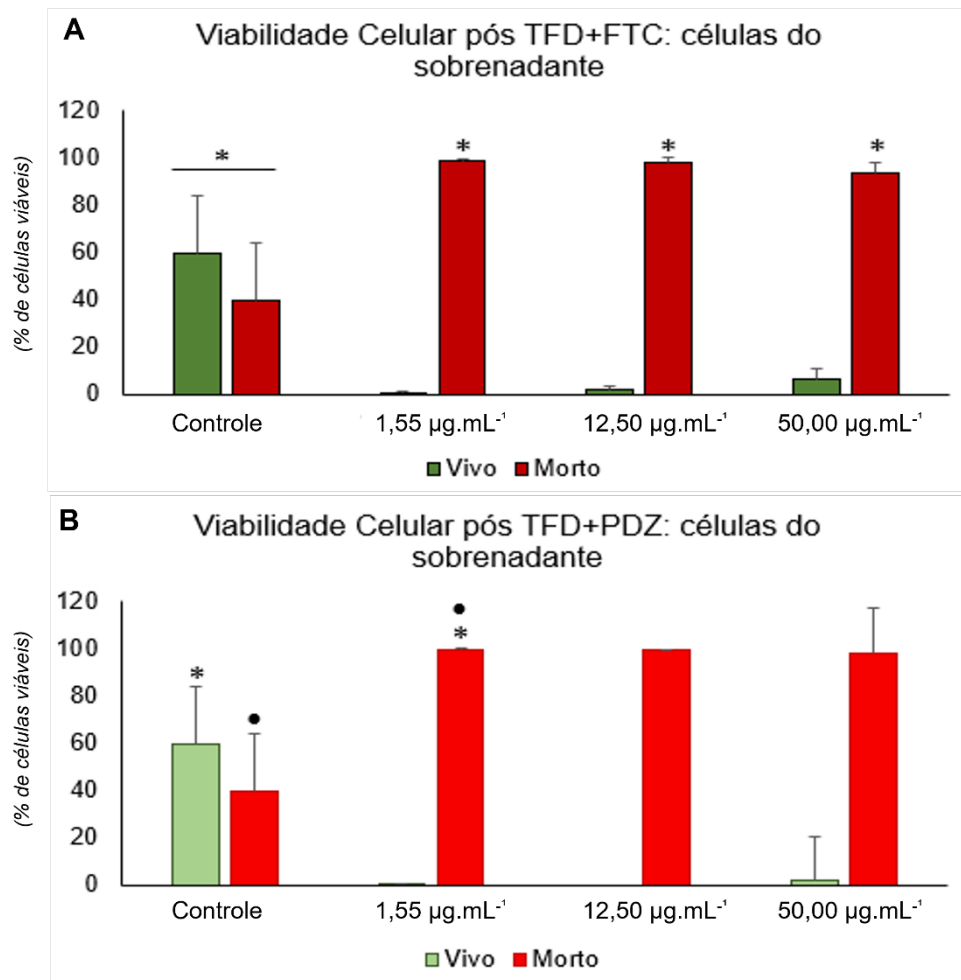 A
Viabilidade Celular pós TFD+FTC: células do
sobrenadante
(% de células viáveis)
120
100
80
60
40
20
0
*
*
*
*
Controle
1,55 µg.mL-¹
12,50 µg.mL-¹
50,00 µg.mL-¹
Vivo
Morto
B
Viabilidade Celular pós TFD+PDZ: células do
sobrenadante
(% de células viáveis)
120
100
80
60
40
20
0
*
•
•
*
Controle
1,55 µg.mL-¹
12,50 µg.mL-¹
50,00 µg.mL-¹
Vivo
Morto